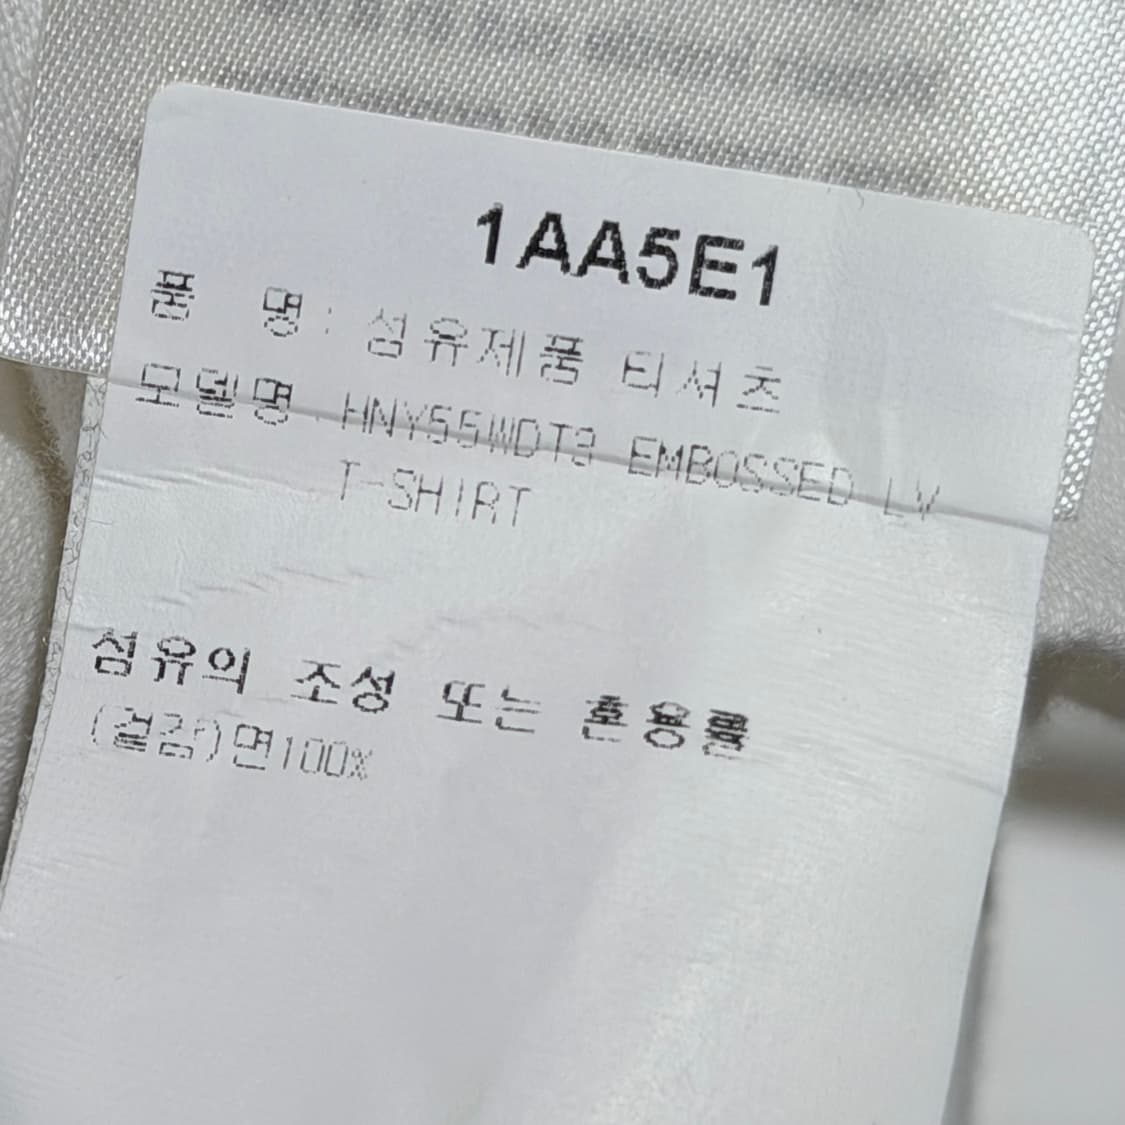 1AA5E1
품 명: 섬유제품 티셔츠
모델명: HNY55WDT3 EMBOSSED LV
T-SHIRT
섬유의 조성 또는 혼용률
(겉감)면100%